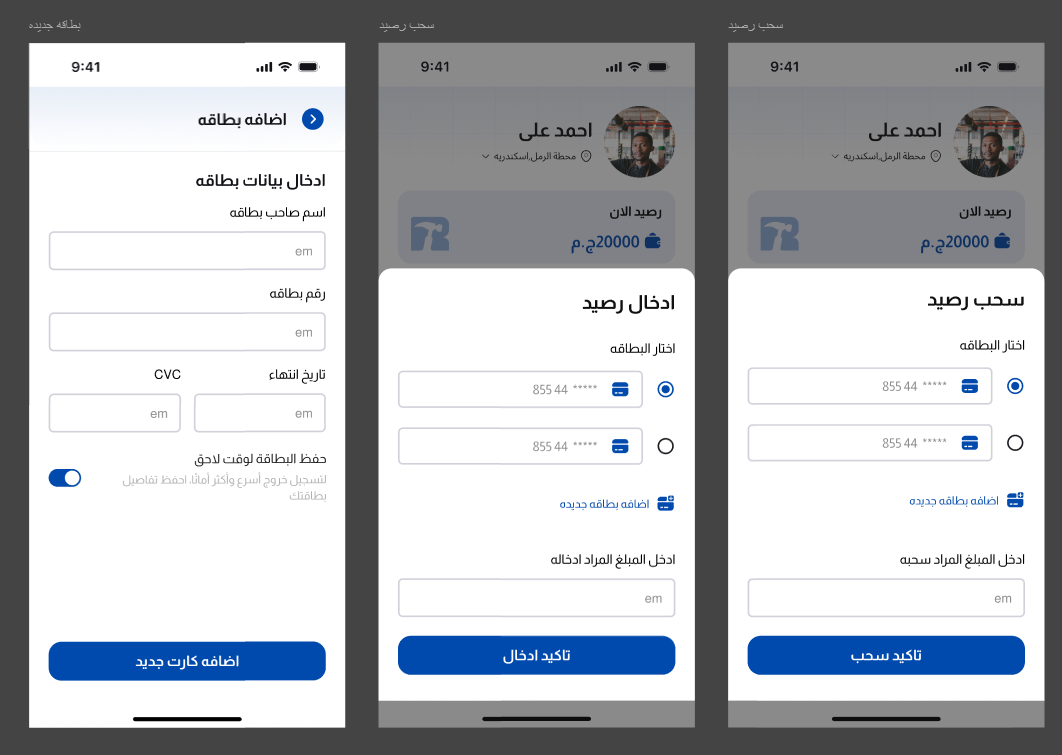 بطاقه جديده
9:41
اضافه بطاقه
ادخال بيانات بطاقه
اسم صاحب بطاقه
em
رقم بطاقه
em
تاريخ انتهاء
CVC
em
em
حفظ البطاقة لوقت لاحق
لتسجيل خروج أسرع وأكثر أمانًا، احفظ تفاصيل
بطاقتك
اضافه كارت جديد
سحب رصيد
9:41
احمد على
محطة الرمل,اسكندريه
رصيد الان
20000ج.م
ادخال رصيد
اختار البطاقه
855 44 *****
855 44 *****
اضافه بطاقه جديده
ادخل المبلغ المراد ادخاله
em
تاكيد ادخال
سحب رصيد
9:41
احمد على
محطة الرمل,اسكندريه
رصيد الان
20000ج.م
سحب رصيد
اختار البطاقه
855 44 *****
855 44 *****
اضافه بطاقه جديده
ادخل المبلغ المراد سحبه
em
تاكيد سحب